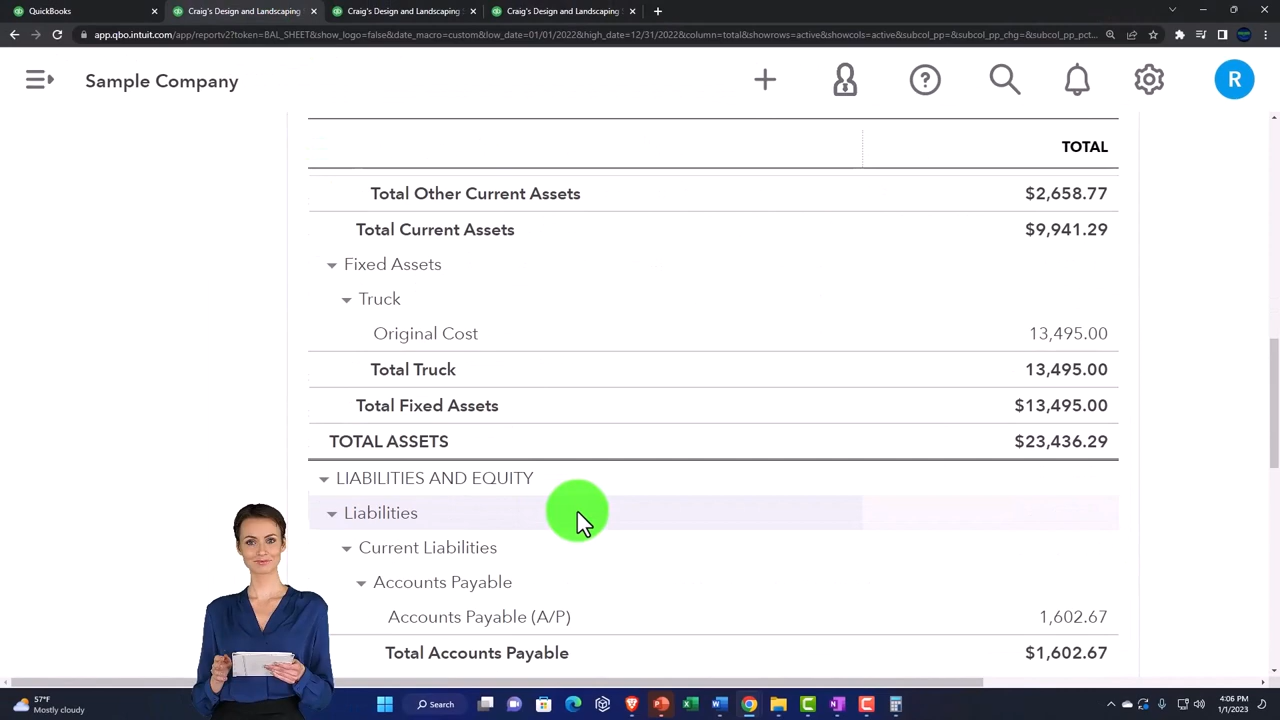 QuickBooks
Craig's Design and Landscaping
Craig's Design and Landscaping
Craig's Design and Landscaping
app.qbo.intuit.com/app/reportv2?token=BAL_SHEET&show_logo=false&date_macro=custom&low_date=01/01/2022&high_date=12/31/2022&column=total&showrows=active&showcols=active&subcol_pp=&subcol_pp_chg=&subcol_pp_pct...
Sample Company
R
TOTAL
Total Other Current Assets $2,658.77
Total Current Assets $9,941.29
Fixed Assets
Truck
Original Cost 13,495.00
Total Truck 13,495.00
Total Fixed Assets $13,495.00
TOTAL ASSETS $23,436.29
LIABILITIES AND EQUITY
Liabilities
Current Liabilities
Accounts Payable
Accounts Payable (A/P) 1,602.67
Total Accounts Payable $1,602.67
57°F
Mostly cloudy
Search
4:06 PM
1/1/2023